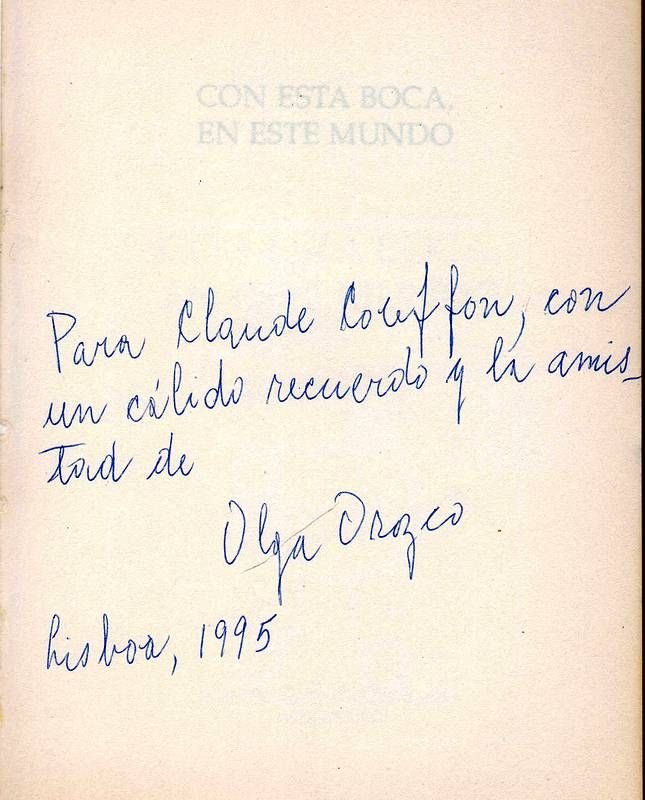 CON ESTA BOCA,
EN ESTE MUNDO
Para Claude Couffon, con
un cálido recuerdo y la amis-
tad de
Olga Orozco
Lisboa, 1995